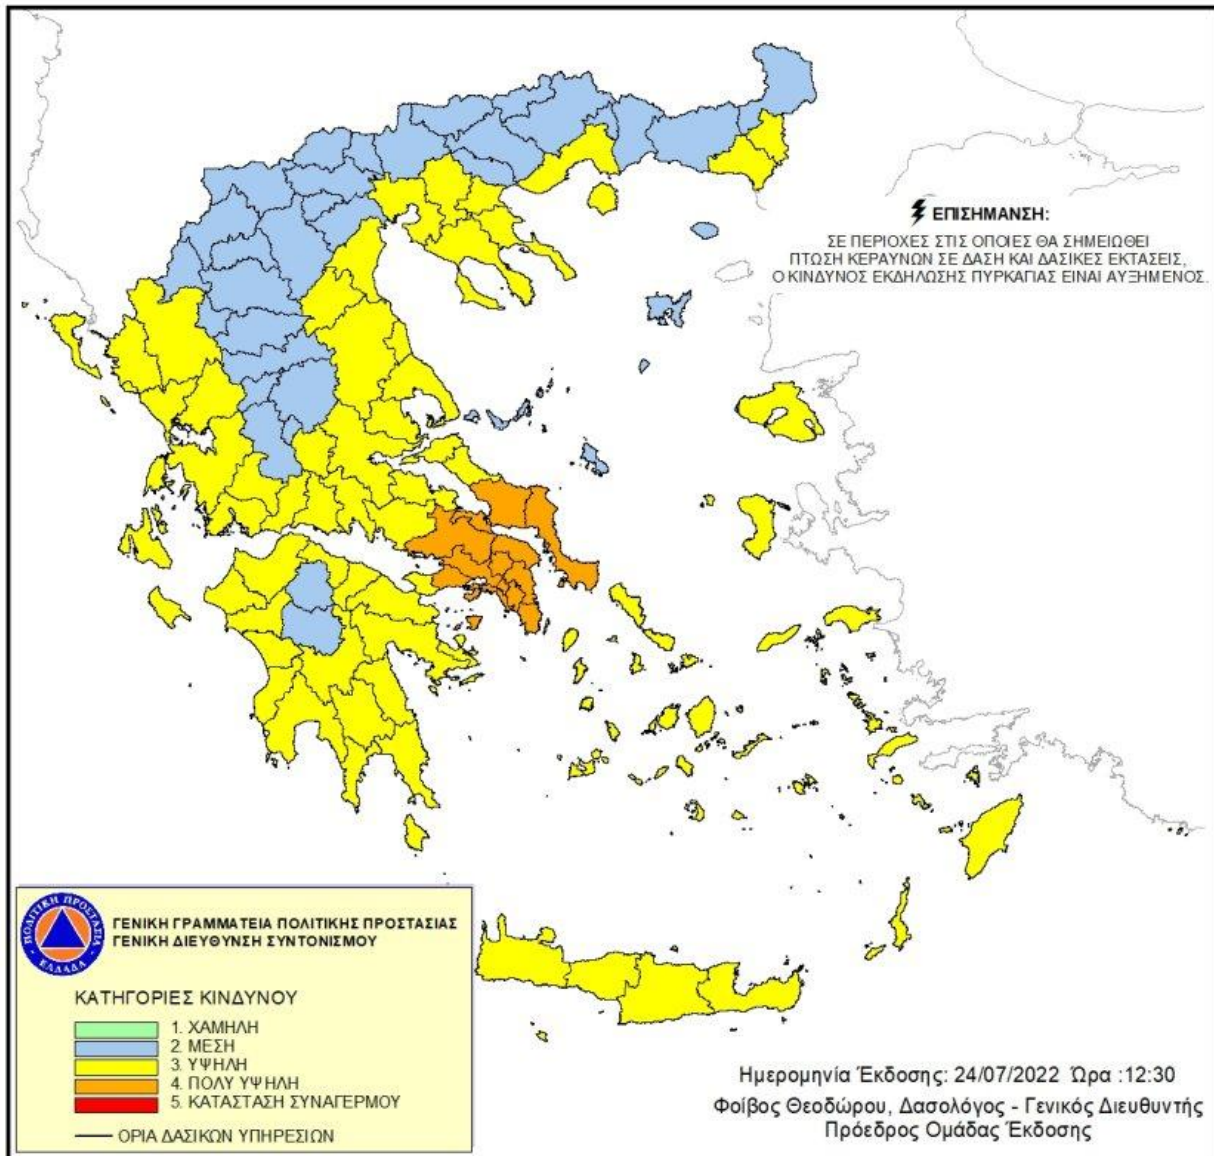 ΕΠΙΣΗΜΑΝΣΗ:
ΣΕ ΠΕΡΙΟΧΕΣ ΣΤΙΣ ΟΠΟΙΕΣ ΘΑ ΣΗΜΕΙΩΘΕΙ
ΠΤΩΣΗ ΚΕΡΑΥΝΩΝ ΣΕ ΔΑΣΗ ΚΑΙ ΔΑΣΙΚΕΣ ΕΚΤΑΣΕΙΣ,
Ο ΚΙΝΔΥΝΟΣ ΕΚΔΗΛΩΣΗΣ ΠΥΡΚΑΓΙΑΣ ΕΙΝΑΙ ΑΥΞΗΜΕΝΟΣ.
ΠΟΛΙΤΙΚΗ ΠΡΟΣΤΑΣΙΑ
ΕΛΛΑΔΑ
ΓΕΝΙΚΗ ΓΡΑΜΜΑΤΕΙΑ ΠΟΛΙΤΙΚΗΣ ΠΡΟΣΤΑΣΙΑΣ
ΓΕΝΙΚΗ ΔΙΕΥΘΥΝΣΗ ΣΥΝΤΟΝΙΣΜΟΥ
ΚΑΤΗΓΟΡΙΕΣ ΚΙΝΔΥΝΟΥ
1. ΧΑΜΗΛΗ
2. ΜΕΣΗ
3. ΥΨΗΛΗ
4. ΠΟΛΥ ΥΨΗΛΗ
5. ΚΑΤΑΣΤΑΣΗ ΣΥΝΑΓΕΡΜΟΥ
ΟΡΙΑ ΔΑΣΙΚΩΝ ΥΠΗΡΕΣΙΩΝ
Ημερομηνία Έκδοσης: 24/07/2022 Ώρα :12:30
Φοίβος Θεοδώρου, Δασολόγος - Γενικός Διευθυντής
Πρόεδρος Ομάδας Έκδοσης